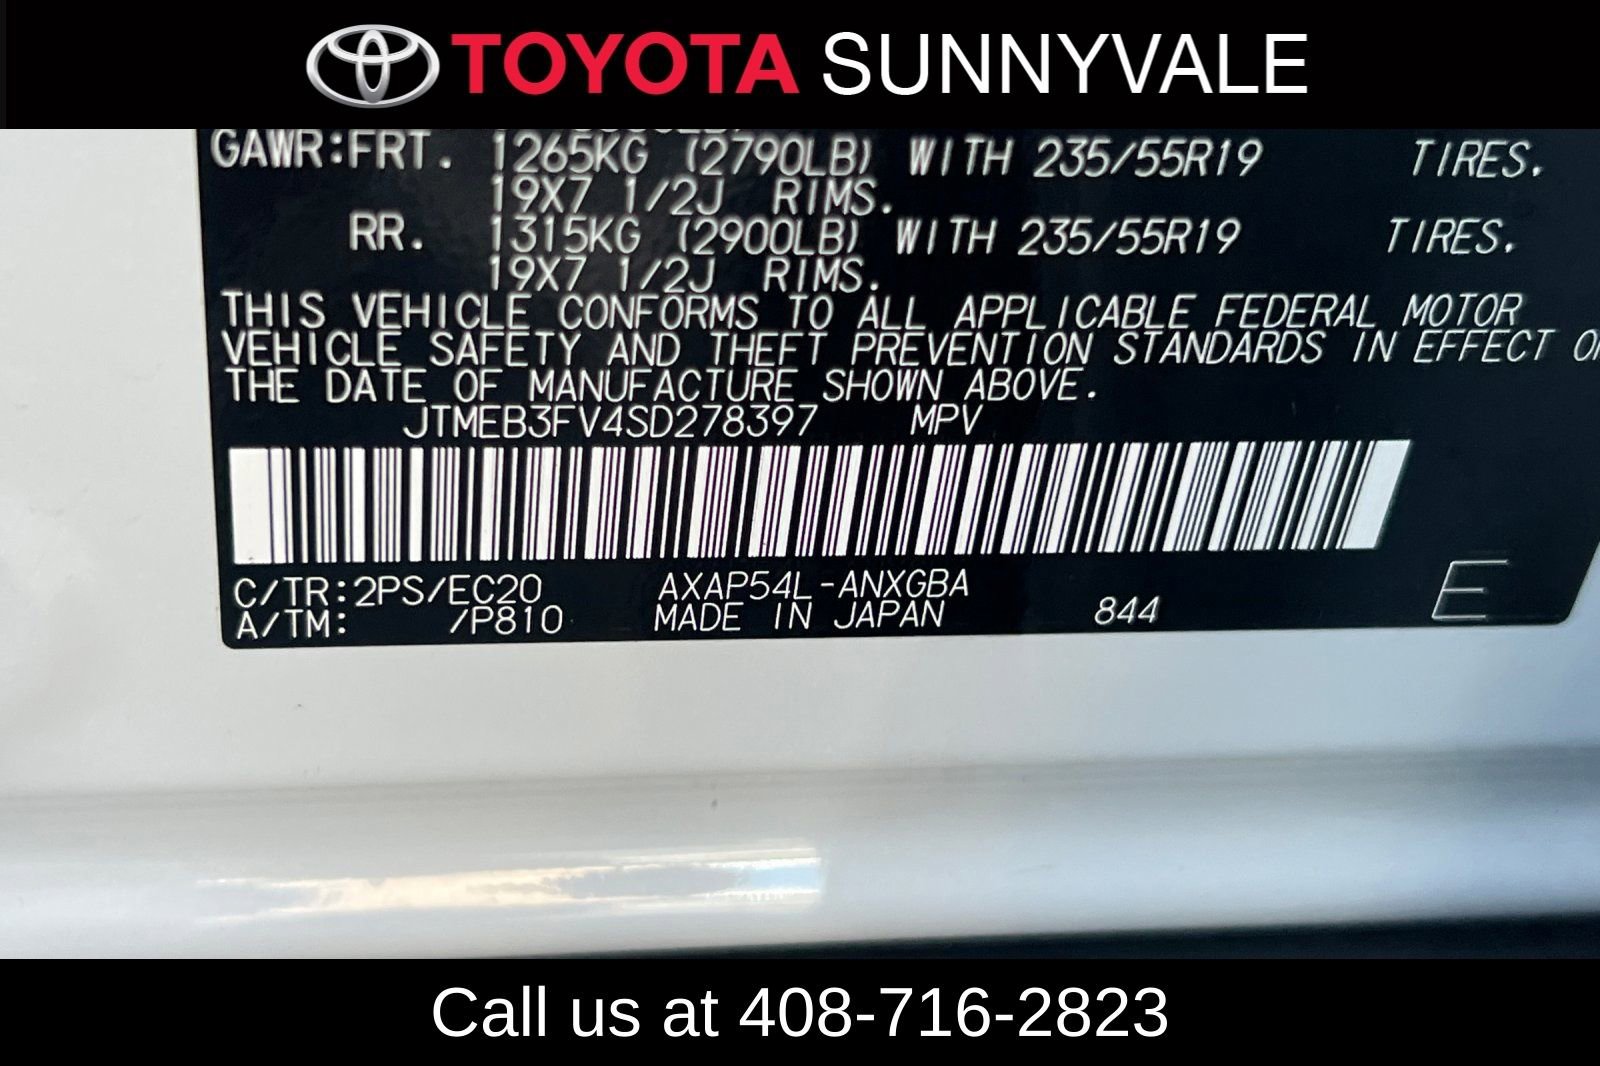 TOYOTA SUNNYVALE
GAWR:FRT. 1265KG (2790LB) WITH 235/55R19 TIRES.
19X7 1/2J RIMS.
RR. 1315KG (2900LB) WITH 235/55R19 TIRES.
19X7 1/2J RIMS.
THIS VEHICLE CONFORMS TO ALL APPLICABLE FEDERAL MOTOR
VEHICLE SAFETY AND THEFT PREVENTION STANDARDS IN EFFECT
THE DATE OF MANUFACTURE SHOWN ABOVE.
JTMEB3FV4SD278397 MPV
C/TR:2PS/EC20 AXAP54L-ANXGBA
A/TM: /P810 MADE IN JAPAN 844 E
Call us at 408-716-2823